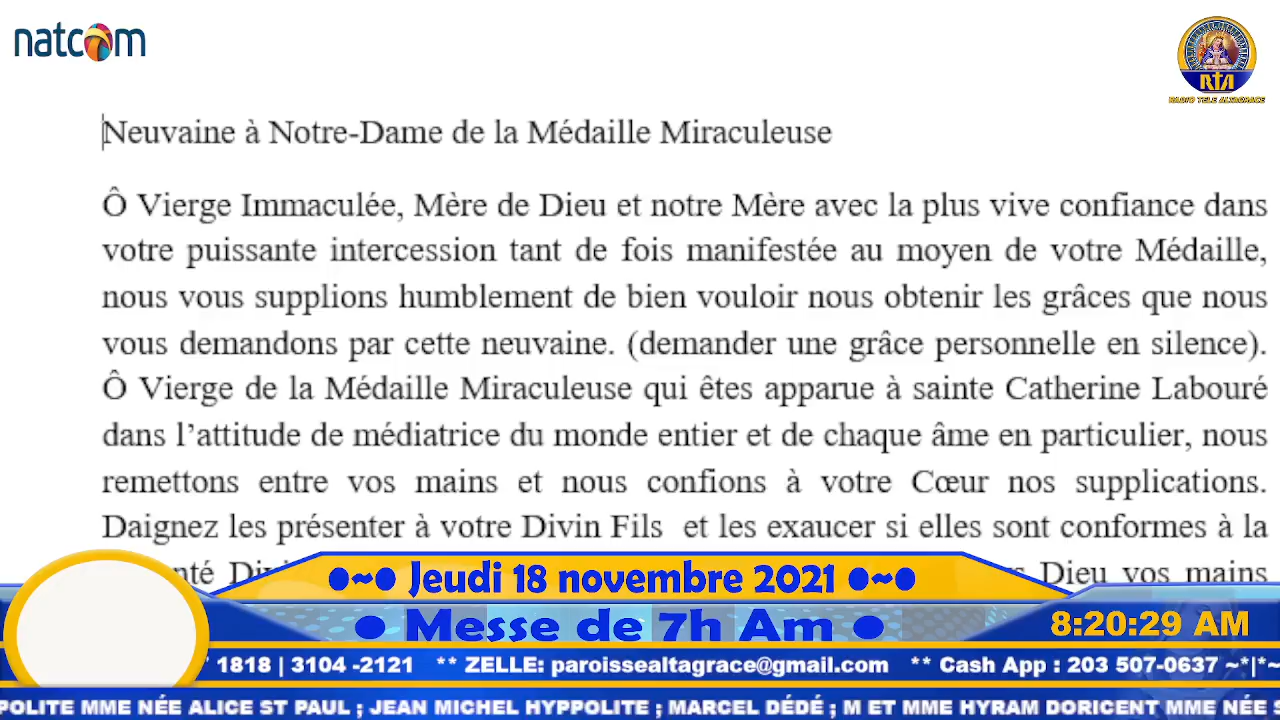 natcom
RTA
RADIO TELE ALTAGRACE
Neuvaine à Notre-Dame de la Médaille Miraculeuse
Ô Vierge Immaculée, Mère de Dieu et notre Mère avec la plus vive confiance dans
votre puissante intercession tant de fois manifestée au moyen de votre Médaille,
nous vous supplions humblement de bien vouloir nous obtenir les grâces que nous
vous demandons par cette neuvaine. (demander une grâce personnelle en silence).
Ô Vierge de la Médaille Miraculeuse qui êtes apparue à sainte Catherine Labouré
dans l’attitude de médiatrice du monde entier et de chaque âme en particulier, nous
remettons entre vos mains et nous confions à votre Cœur nos supplications.
Daignez les présenter à votre Divin Fils et les exaucer si elles sont conformes à la
Dieu vos mains
●~● Jeudi 18 novembre 2021 ●~●
● Messe de 7h Am ●
8:20:29 AM
1818 | 3104 -2121 ** ZELLE: paroissealtagrace@gmail.com ** Cash App : 203 507-0637 ~*|*~
POLITE MME NÉE ALICE ST PAUL ; JEAN MICHEL HYPPOLITE ; MARCEL DÉDÉ ; M ET MME HYRAM DORICENT MME NÉE